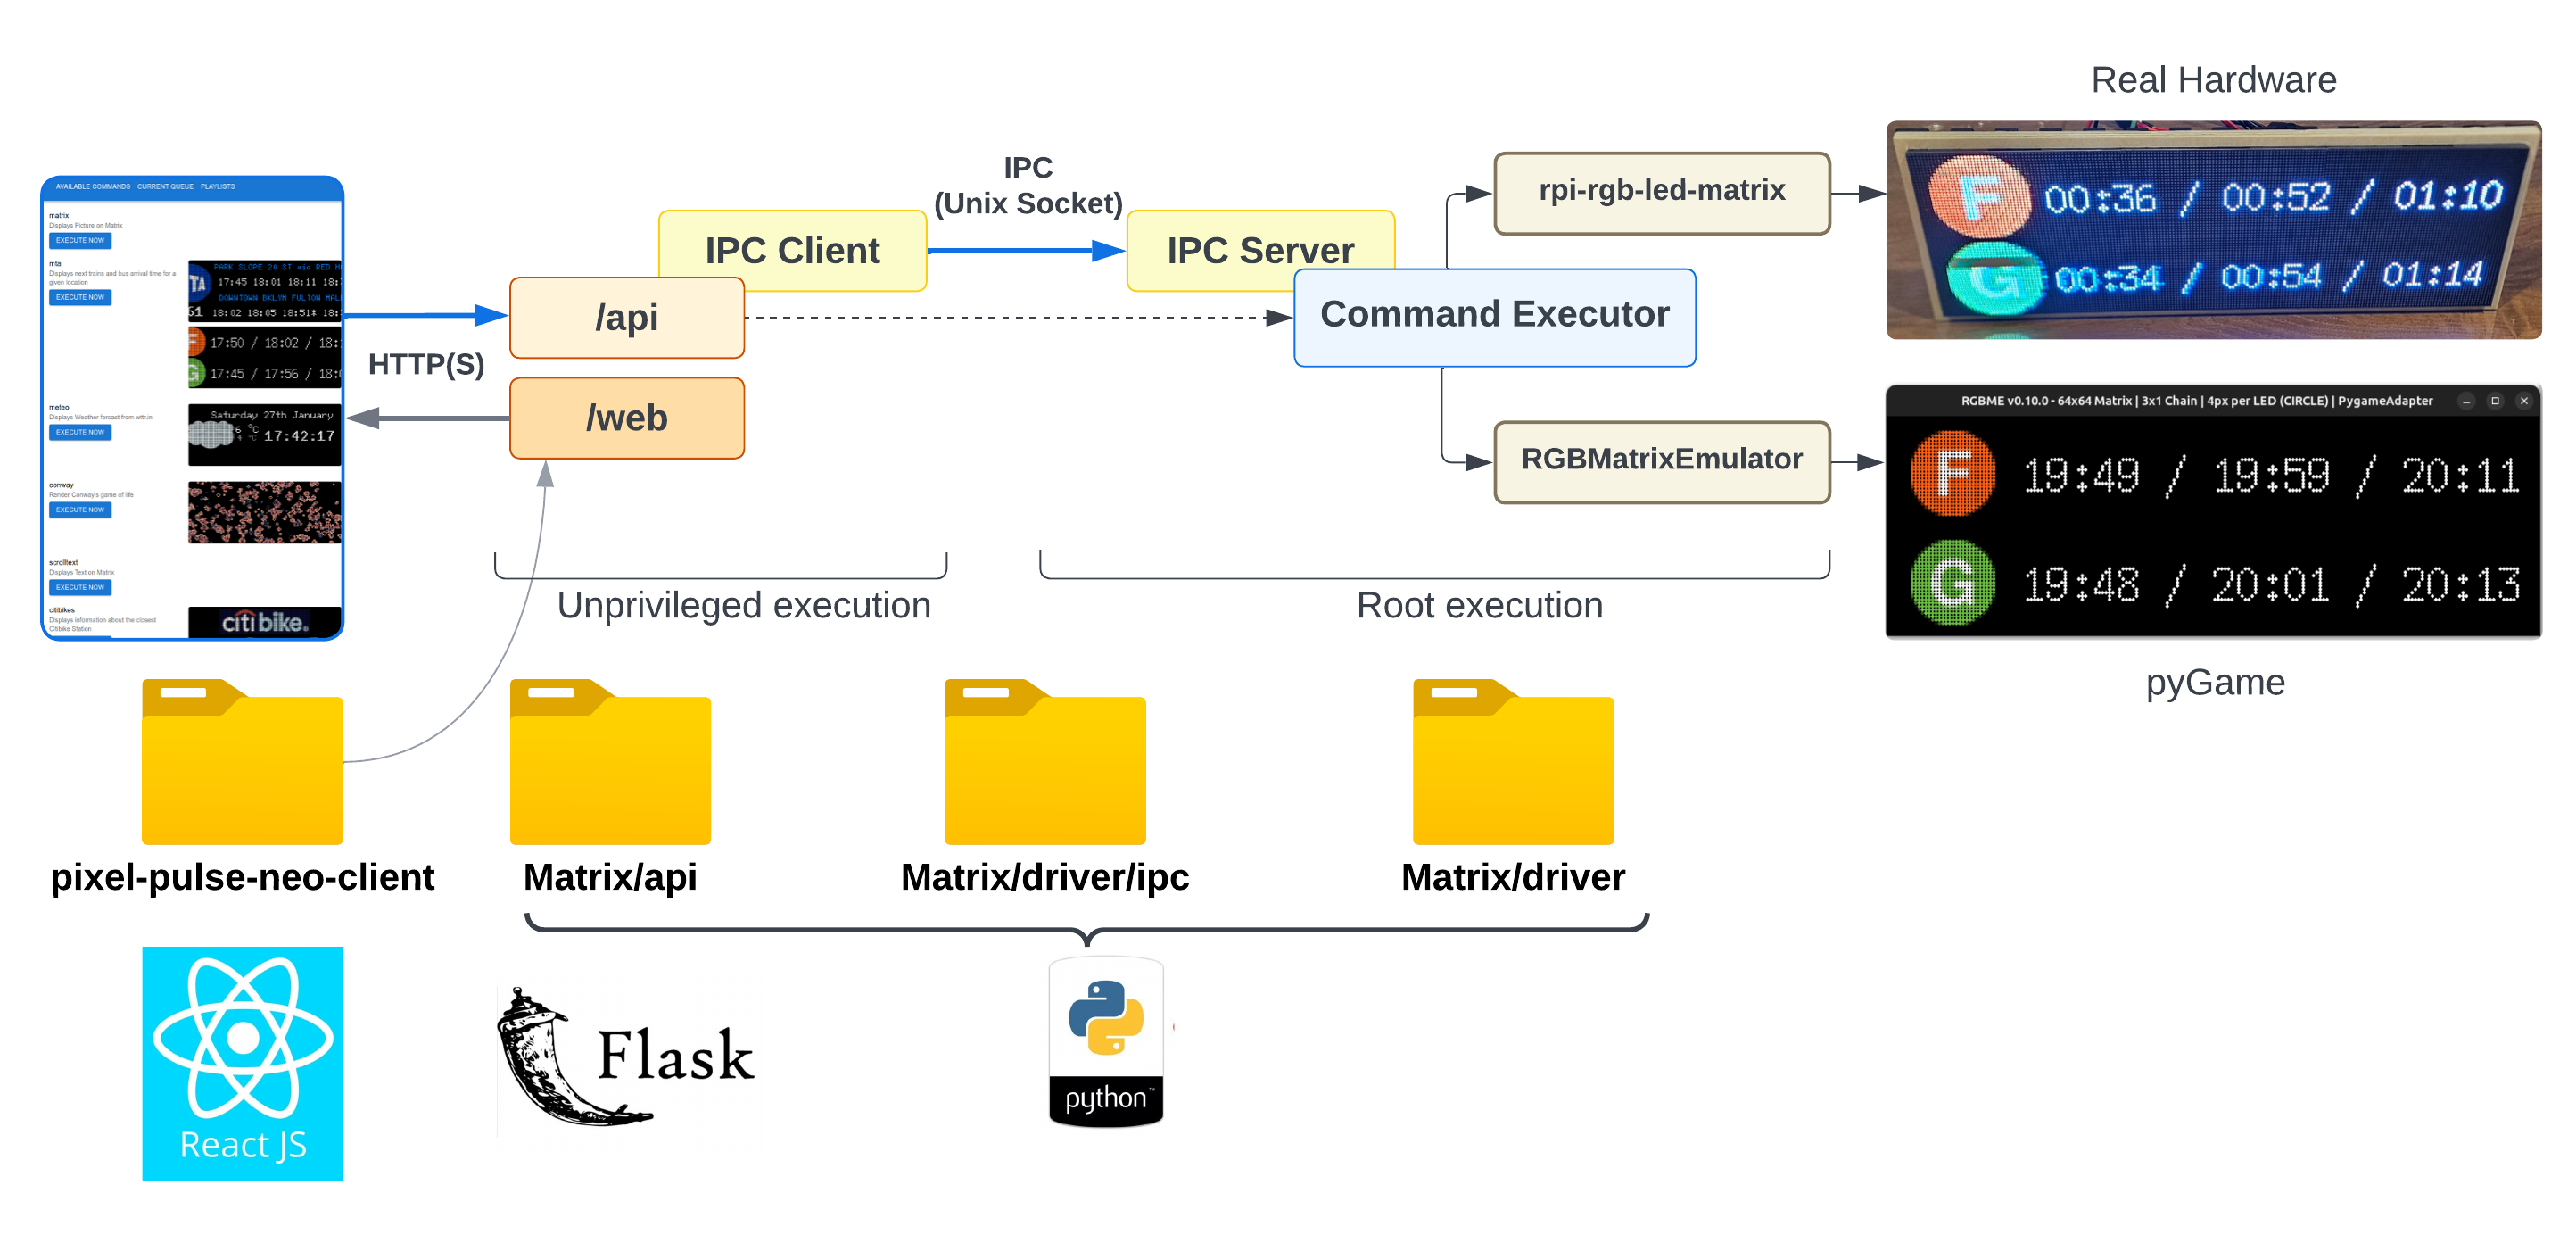 Real Hardware
IPC
(Unix Socket)
rpi-rgb-led-matrix
F 00:36 / 00:52 / 01:10
G 00:34 / 00:54 / 01:14
IPC Client
IPC Server
/api
Command Executor
HTTP(S)
/web
RGBMatrixEmulator
RGBME v0.10.0 - 64x64 Matrix | 3x1 Chain | 4px per LED (CIRCLE) | PygameAdapter
F 19:49 / 19:59 / 20:11
G 19:48 / 20:01 / 20:13
pyGame
AVAILABLE COMMANDS CURRENT QUEUE PLAYLISTS
matrix
Displays Picture on Matrix
EXECUTE NOW
mta
Displays next trains and bus arrival time for a
given location
EXECUTE NOW
PARK SLOPE 20 ST via RED
17:45 18:01 18:11 18:
DOWNTOWN BKLYN FULTON MAL
61 18:02 18:05 18:51* 18:
F 17:50 / 18:02 / 18:
G 17:45 / 17:56 / 18:
meteo
Displays Weather forcast from wttr.in
EXECUTE NOW
Saturday 27th January
6 °C
4 °C 17:42:17
conway
Render Conway's game of life
EXECUTE NOW
scrolltext
Displays Text on Matrix
EXECUTE NOW
citibikes
Displays information about the closest
Citibike Station
citi bike.
Unprivileged execution
Root execution
pixel-pulse-neo-client
Matrix/api
Matrix/driver/ipc
Matrix/driver
React JS
Flask
python™